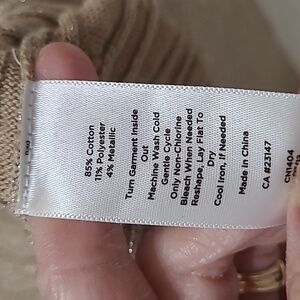 85% Cotton
11% Polyester
4% Metallic
Turn Garment Inside
Out
Machine Wash Cold
Gentle Cycle
Only Non-Chlorine
Bleach When Needed
Reshape, Lay Flat To
Dry
Cool Iron, If Needed
Made in China
CA #23147
CN1404